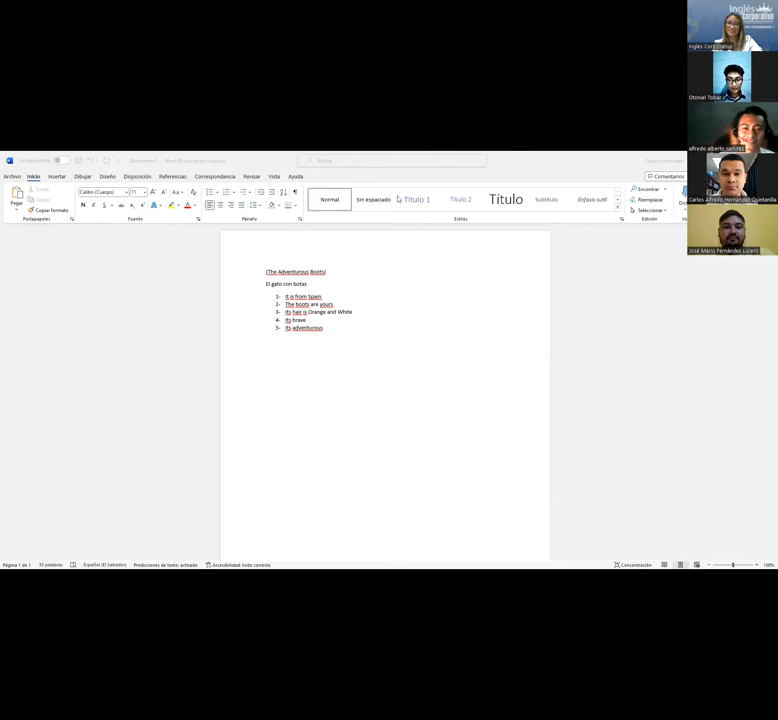 Inglés
Corporativo
Ingles Corporativo
Otoniel Tobar
alfredo alberto ramirez
Carlos Alfredo Hernández Quintanilla
José Mario Fernández Lucero
Autoguardado
Buscar
Archivo Inicio Insertar Dibujar Diseño Disposición Referencias Correspondencia Revisar Vista Ayuda
Comentarios
Pegar
Cortar
Copiar
Copiar formato
Portapapeles
Calibri (Cuerpo) 11
Fuente
Párrafo
Normal Sin espaciado Título 1 Título 2 Título Subtítulo Énfasis sutil
Estilos
Encontrar
Reemplazar
Seleccionar
Edición
(The Adventurous Boots)
El gato con botas
1- It is from Spain
2- The boots are yours
3- Its hair is Orange and White
4- Its brave
5- Its adventurous
Página 1 de 1 30 palabras Español (El Salvador) Predicciones de texto: activado Accesibilidad: todo correcto Concentración 100%